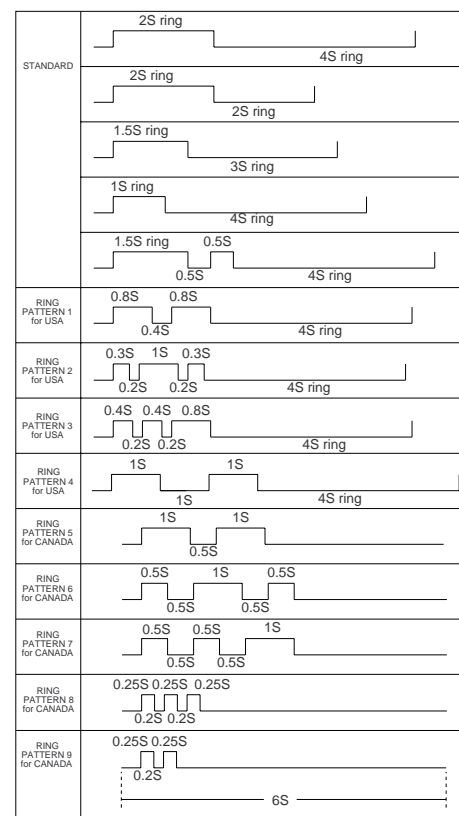 2S ring
4S ring
STANDARD
2S ring
2S ring
1.5S ring
3S ring
1S ring
4S ring
1.5S ring 0.5S
0.5S 4S ring
RING
PATTERN 1
for USA
0.8S 0.8S
0.4S 4S ring
RING
PATTERN 2
for USA
0.3S 1S 0.3S
0.2S 0.2S 4S ring
RING
PATTERN 3
for USA
0.4S 0.4S 0.8S
0.2S 0.2S 4S ring
RING
PATTERN 4
for USA
1S 1S
1S 4S ring
RING
PATTERN 5
for CANADA
1S 1S
0.5S
RING
PATTERN 6
for CANADA
0.5S 1S 0.5S
0.5S 0.5S
RING
PATTERN 7
for CANADA
0.5S 0.5S 1S
0.5S 0.5S
RING
PATTERN 8
for CANADA
0.25S 0.25S 0.25S
0.2S 0.2S
RING
PATTERN 9
for CANADA
0.25S 0.25S
0.2S
6S